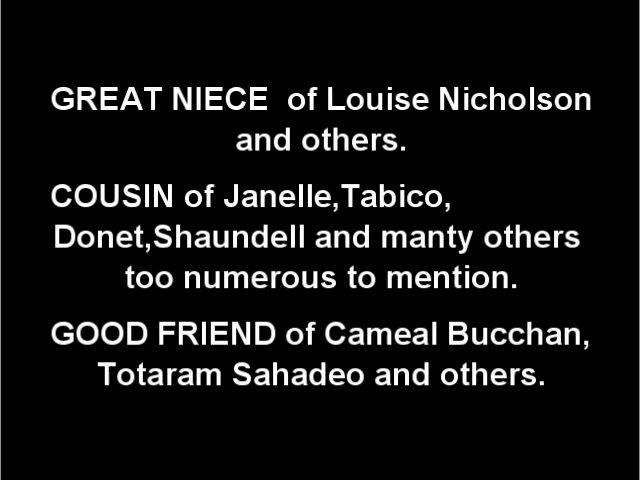 GREAT NIECE  of Louise Nicholson
and others.
COUSIN of Janelle,Tabico,
Donet,Shaundell and manty others
too numerous to mention.
GOOD FRIEND of Cameal Bucchan,
Totaram Sahadeo and others.